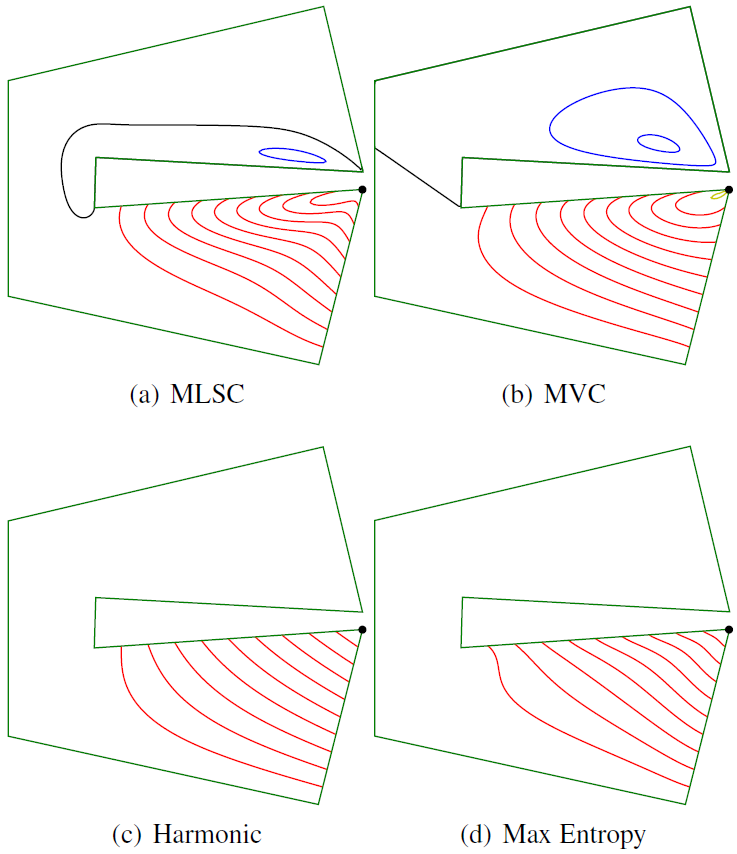 (a) MLSC
(b) MVC
(c) Harmonic
(d) Max Entropy